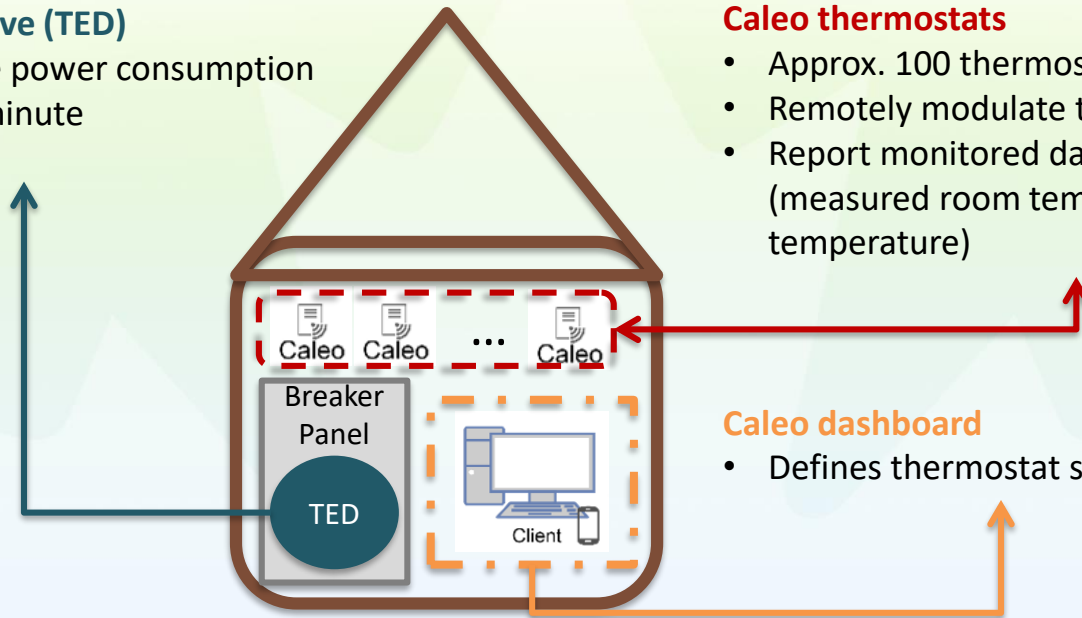 ve (TED)
power consumption
minute
Caleo thermostats
• Approx. 100 thermos
• Remotely modulate t
• Report monitored da
(measured room tem
temperature)
Caleo Caleo ... Caleo
Breaker
Panel
TED
Client
Caleo dashboard
• Defines thermostat s